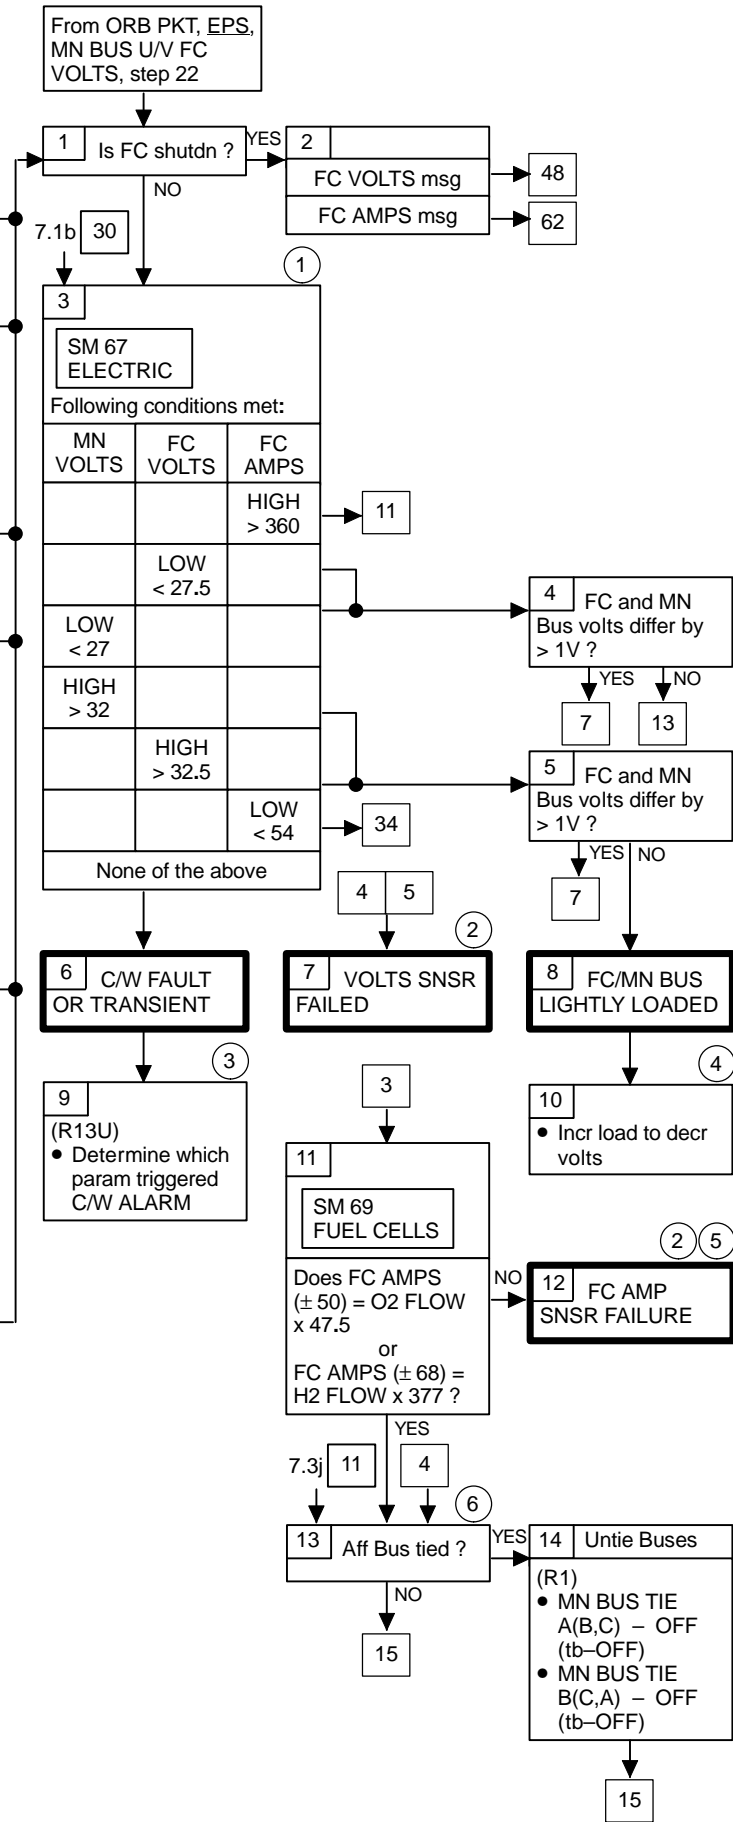 From ORB PKT, EPS,
MN BUS U/V FC
VOLTS, step 22
1 Is FC shutdn ?
YES
NO
2
FC VOLTS msg
48
FC AMPS msg
62
7.1b 30
1
3
SM 67
ELECTRIC
Following conditions met:
MN
VOLTS
FC
VOLTS
FC
AMPS
HIGH
> 360
11
LOW
< 27.5
LOW
< 27
4 FC and MN
Bus volts differ by
> 1V ?
YES
NO
7
13
HIGH
> 32
HIGH
> 32.5
5 FC and MN
Bus volts differ by
> 1V ?
YES
NO
7
LOW
< 54
34
None of the above
4 5
2
6 C/W FAULT
OR TRANSIENT
7 VOLTS SNSR
FAILED
8 FC/MN BUS
LIGHTLY LOADED
3
9
(R13U)
• Determine which
param triggered
C/W ALARM
4
10
• Incr load to decr
volts
3
11
SM 69
FUEL CELLS
Does FC AMPS
(± 50) = O2 FLOW
x 47.5
or
FC AMPS (± 68) =
H2 FLOW x 377 ?
NO
2 5
12 FC AMP
SNSR FAILURE
YES
7.3j 11
4
6
13 Aff Bus tied ?
YES
NO
15
14 Untie Buses
(R1)
• MN BUS TIE
A(B,C) – OFF
(tb–OFF)
• MN BUS TIE
B(C,A) – OFF
(tb–OFF)
15